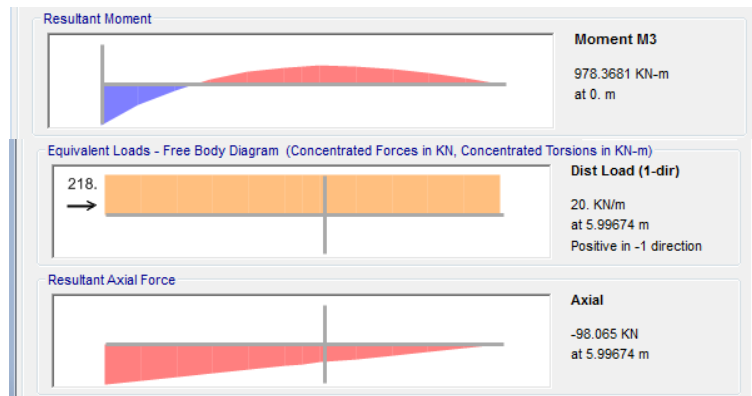 Resultant Moment
Moment M3
978.3681 KN-m
at 0. m
Equivalent Loads - Free Body Diagram (Concentrated Forces in KN, Concentrated Torsions in KN-m)
218.
Dist Load (1-dir)
20. KN/m
at 5.99674 m
Positive in -1 direction
Resultant Axial Force
Axial
-98.065 KN
at 5.99674 m